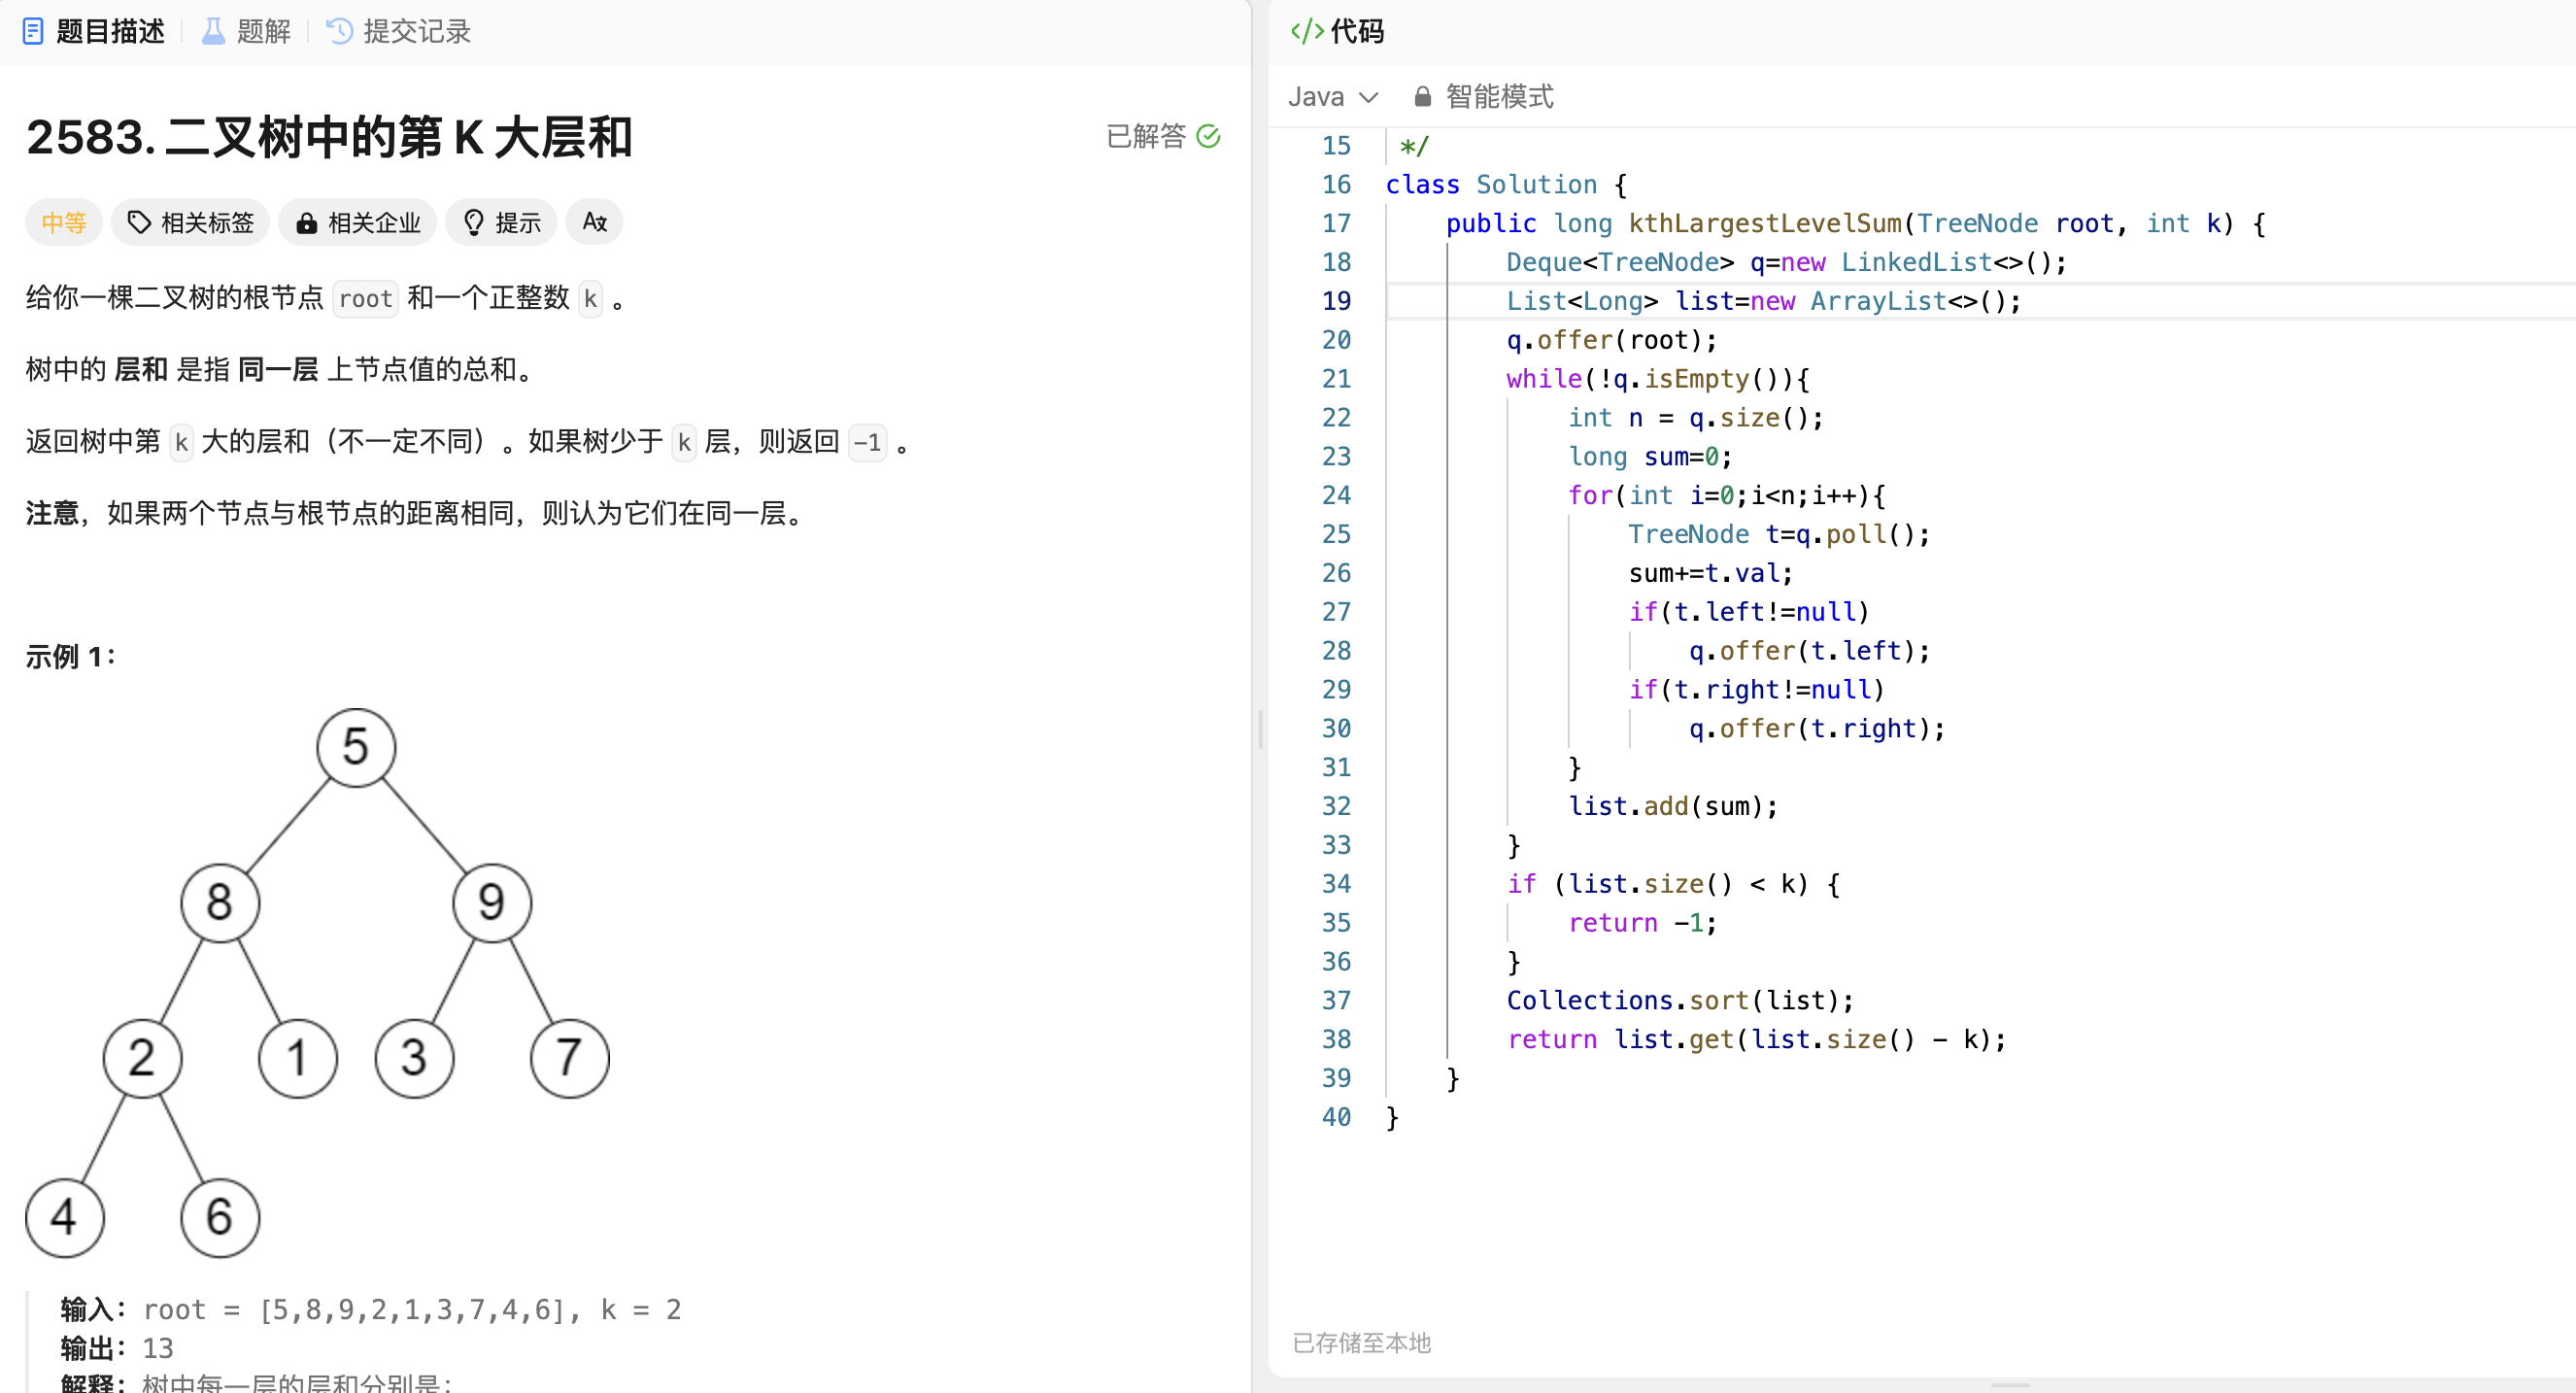 题目描述 题解 提交记录
2583. 二叉树中的第 K 大层和
已解答
中等 相关标签 相关企业 提示
给你一棵二叉树的根节点 root 和一个正整数 k 。
树中的 层和 是指 同一层 上节点值的总和。
返回树中第 k 大的层和（不一定不同）。如果树少于 k 层，则返回 -1 。
注意，如果两个节点与根节点的距离相同，则认为它们在同一层。
示例 1：
5
8 9
2 1 3 7
4 6
输入：root = [5,8,9,2,1,3,7,4,6], k = 2
输出：13
解释：树中每一层的层和分别是：
</> 代码
Java 智能模式
15 */
16 class Solution {
17 public long kthLargestLevelSum(TreeNode root, int k) {
18 Deque<TreeNode> q=new LinkedList<>();
19 List<Long> list=new ArrayList<>();
20 q.offer(root);
21 while(!q.isEmpty()){
22 int n = q.size();
23 long sum=0;
24 for(int i=0;i<n;i++){
25 TreeNode t=q.poll();
26 sum+=t.val;
27 if(t.left!=null)
28 q.offer(t.left);
29 if(t.right!=null)
30 q.offer(t.right);
31 }
32 list.add(sum);
33 }
34 if (list.size() < k) {
35 return -1;
36 }
37 Collections.sort(list);
38 return list.get(list.size() - k);
39 }
40 }
已存储至本地